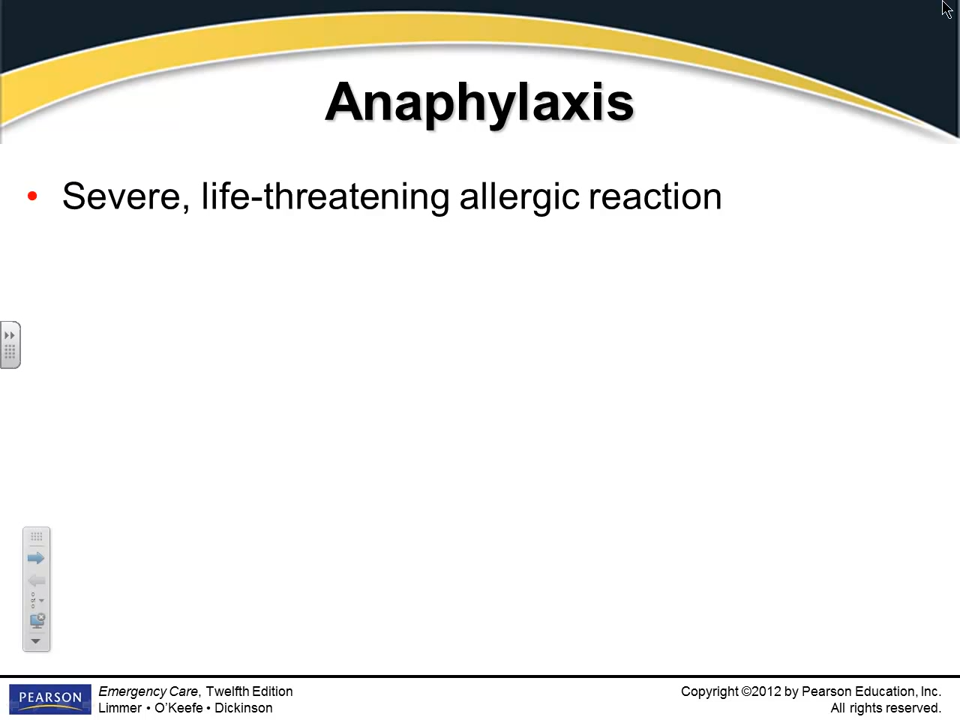 Anaphylaxis
• Severe, life-threatening allergic reaction
PEARSON
Emergency Care, Twelfth Edition
Limmer • O’Keefe • Dickinson
Copyright ©2012 by Pearson Education, Inc.
All rights reserved.